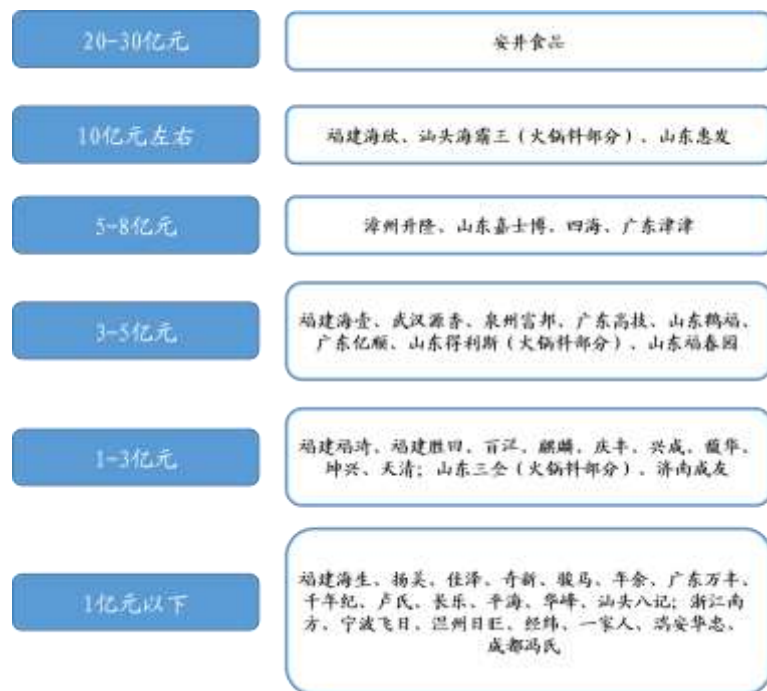 20-30亿元
安井食品
10亿元左右
福建海欣、汕头海霸王（火锅料部分）、山东惠发
5-8亿元
漳州升隆、山东嘉士博、四海、广东津津
3-5亿元
福建海壹、武汉源香、泉州富邦、广东高技、山东鹤福、
广东亿顺、山东得利斯（火锅料部分）、山东福春园
1-3亿元
福建福清、福建胜田、百洋、麒麟、庆丰、兴成、馥华、
坤兴、天清；山东三全（火锅料部分）、济南成友
1亿元以下
福建海生、扬美、佳泽、奇新、骏马、年余、广东万丰、
千年纪、卢氏、长乐、平海、华峰、汕头八记；浙江南
方、宁波飞日、温州日旺、经纬、一家人、瑞安华忠、
成都冯氏